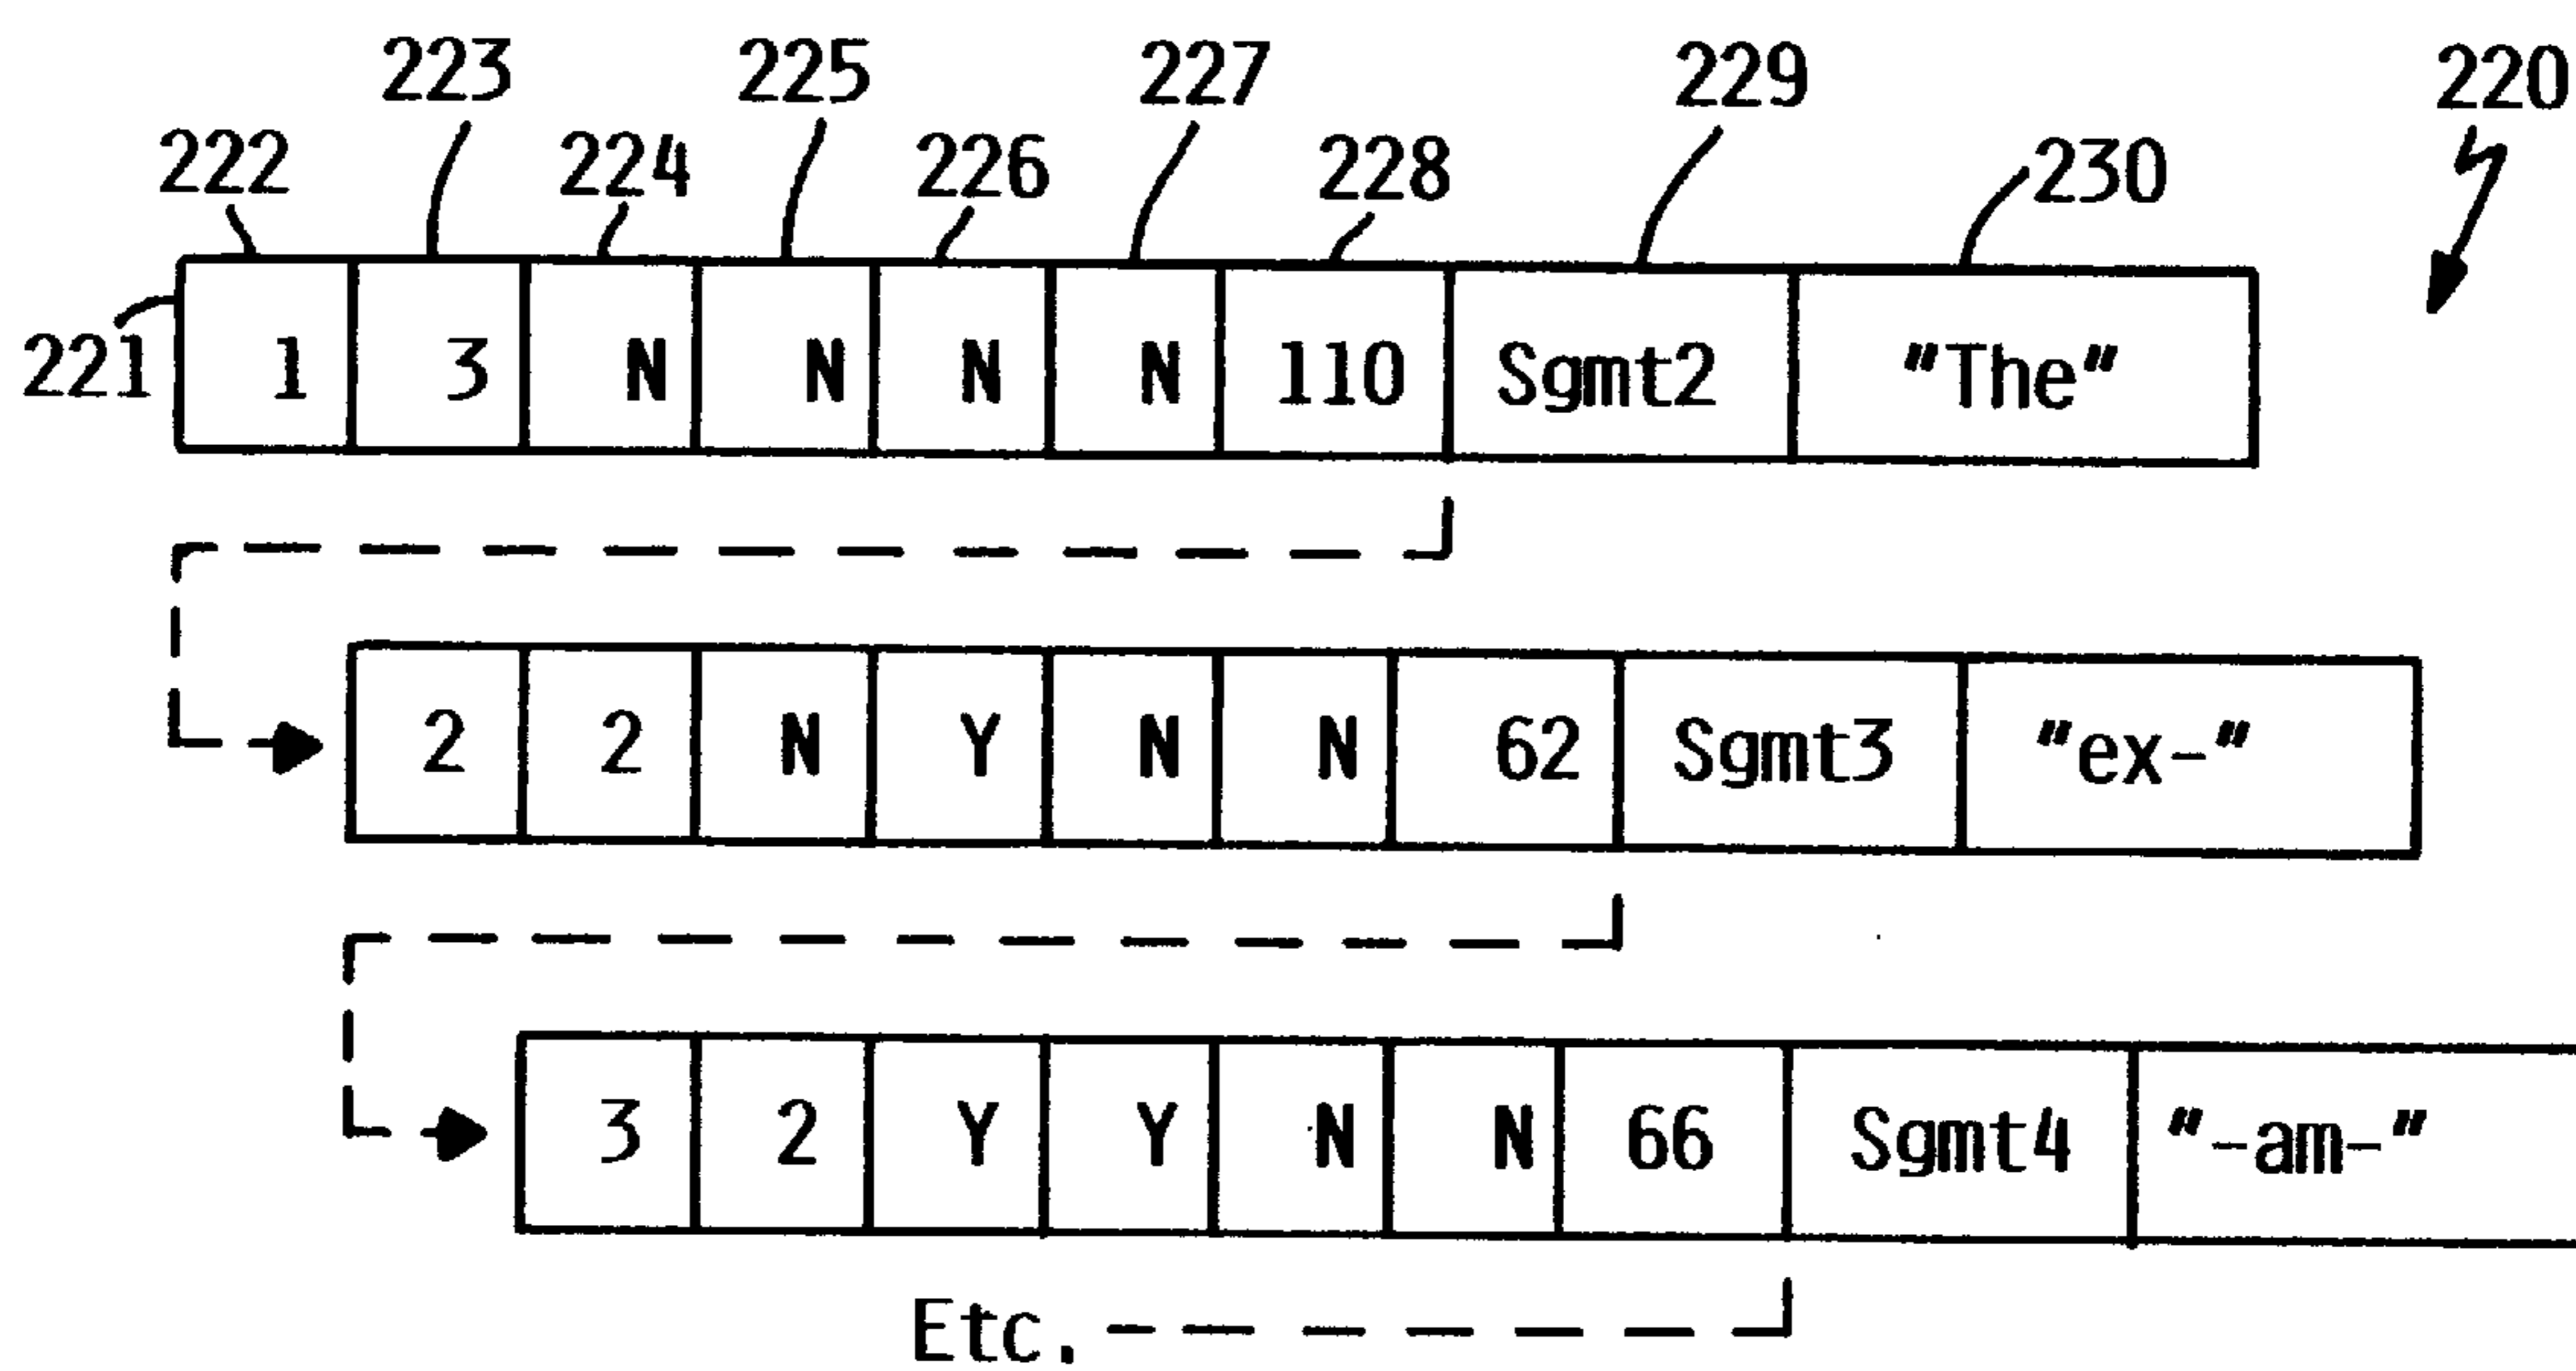 223 225 227 229 220
222 224 226 228 230
221 1 3 N N N N 110 Sgmt2 "The"
2 2 N Y N N 62 Sgmt3 "ex-"
3 2 Y Y N N 66 Sgmt4 "-am-"
Etc.